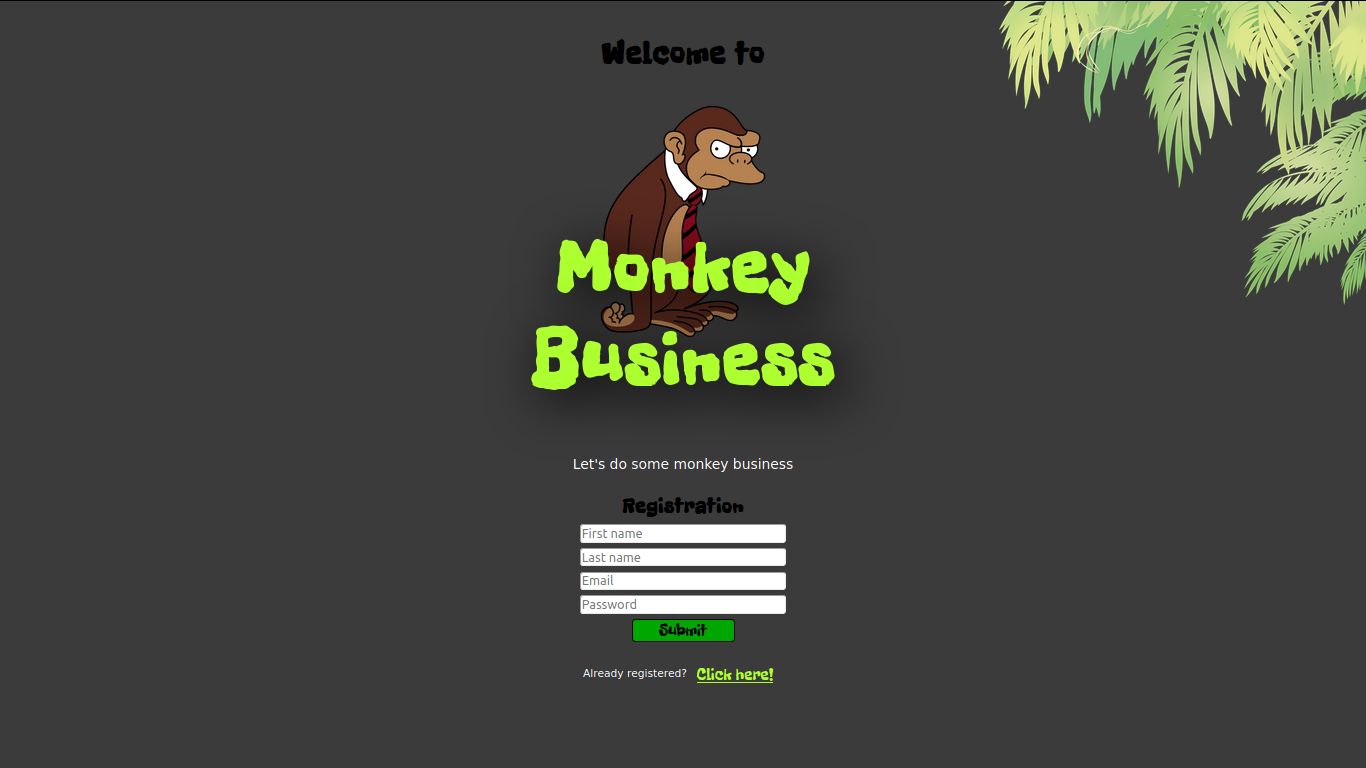 Welcome to
Monkey
Business
Let's do some monkey business
Registration
First name
Last name
Email
Password
Submit
Already registered? Click here!